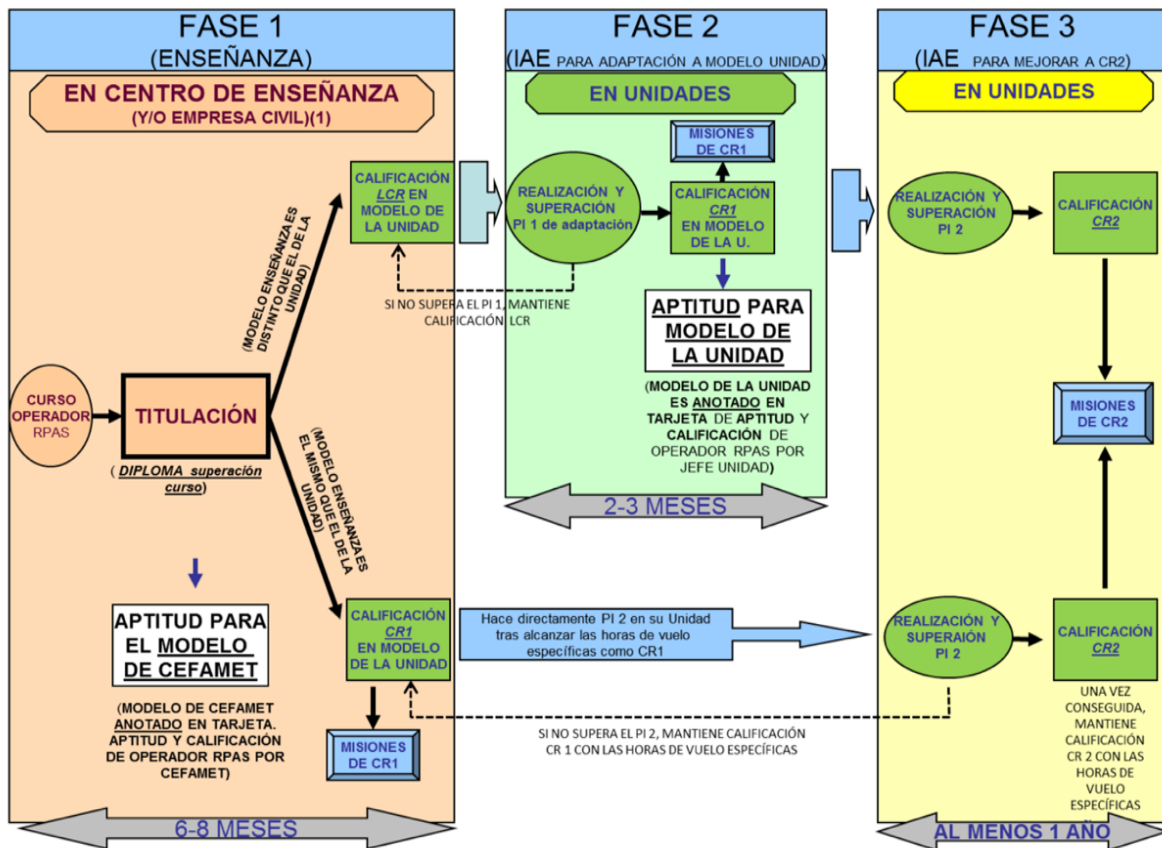 FASE 1
(ENSEÑANZA)
EN CENTRO DE ENSEÑANZA
(Y/O EMPRESA CIVIL)(1)
CALIFICACIÓN
LCR EN
MODELO DE
LA UNIDAD
(MODELO ENSEÑANZA ES
DISTINTO QUE EL DE LA
UNIDAD)
CURSO
OPERADOR
RPAS
TITULACIÓN
( DIPLOMA superación
curso)
(MODELO ENSEÑANZA ES
EL MISMO QUE EL DE LA
UNIDAD)
APTITUD PARA
EL MODELO
DE CEFAMET
(MODELO DE CEFAMET
ANOTADO EN TARJETA.
APTITUD Y CALIFICACIÓN
DE OPERADOR RPAS POR
CEFAMET)
CALIFICACIÓN
CR1
EN MODELO
DE LA UNIDAD
MISIONES
DE CR1
6-8 MESES
FASE 2
(IAE PARA ADAPTACIÓN A MODELO UNIDAD)
EN UNIDADES
MISIONES
DE CR1
REALIZACIÓN Y
SUPERACIÓN
PI 1 de adaptación
CALIFICACIÓN
CR1
EN MODELO
DE LA U.
SI NO SUPERA EL PI 1, MANTIENE
CALIFICACIÓN LCR
APTITUD PARA
MODELO DE
LA UNIDAD
(MODELO DE LA UNIDAD
ES ANOTADO EN
TARJETA DE APTITUD Y
CALIFICACIÓN DE
OPERADOR RPAS POR
JEFE UNIDAD)
2-3 MESES
Hace directamente PI 2 en su Unidad
tras alcanzar las horas de vuelo
específicas como CR1
SI NO SUPERA EL PI 2, MANTIENE CALIFICACIÓN
CR 1 CON LAS HORAS DE VUELO ESPECÍFICAS
FASE 3
(IAE PARA MEJORAR A CR2)
EN UNIDADES
REALIZACIÓN Y
SUPERACIÓN
PI 2
CALIFICACIÓN
CR2
MISIONES
DE CR2
REALIZACIÓN Y
SUPERAIÓN
PI 2
CALIFICACIÓN
CR2
UNA VEZ
CONSEGUIDA,
MANTIENE
CALIFICACIÓN
CR 2 CON LAS
HORAS DE
VUELO
ESPECÍFICAS
AL MENOS 1 AÑO